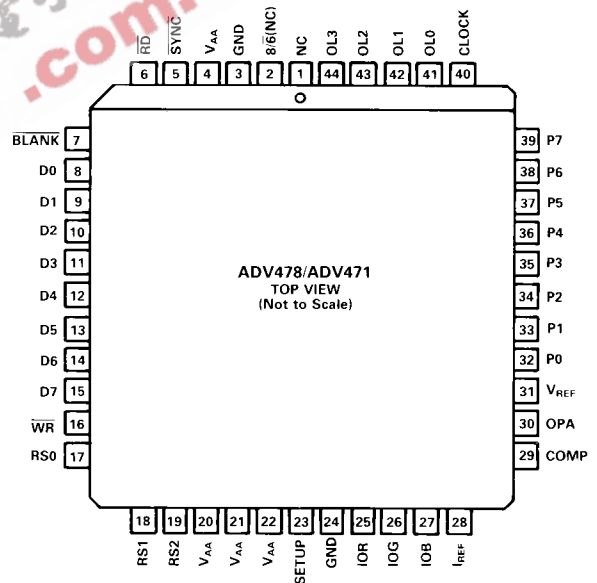 .com.
R̅D̅
S̅Y̅N̅C̅
VAA
GND
8/6̅(NC)
NC
OL3
OL2
OL1
OL0
CLOCK
6 5 4 3 2 1 44 43 42 41 40
B̅L̅A̅N̅K̅ 7
D0 8
D1 9
D2 10
D3 11
D4 12
D5 13
D6 14
D7 15
W̅R̅ 16
RS0 17
ADV478/ADV471
TOP VIEW
(Not to Scale)
39 P7
38 P6
37 P5
36 P4
35 P3
34 P2
33 P1
32 P0
31 VREF
30 OPA
29 COMP
18 19 20 21 22 23 24 25 26 27 28
RS1
RS2
VAA
VAA
VAA
SETUP
GND
IOR
IOG
IOB
IREF